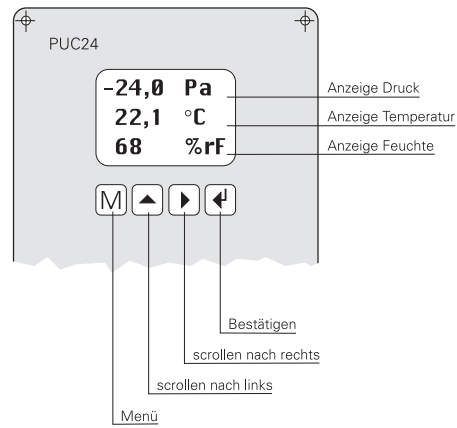 PUC24
-24,0 Pa
Anzeige Druck
22,1 °C
Anzeige Temperatur
68 %rF
Anzeige Feuchte
M
Bestätigen
scrollen nach rechts
scrollen nach links
Menü